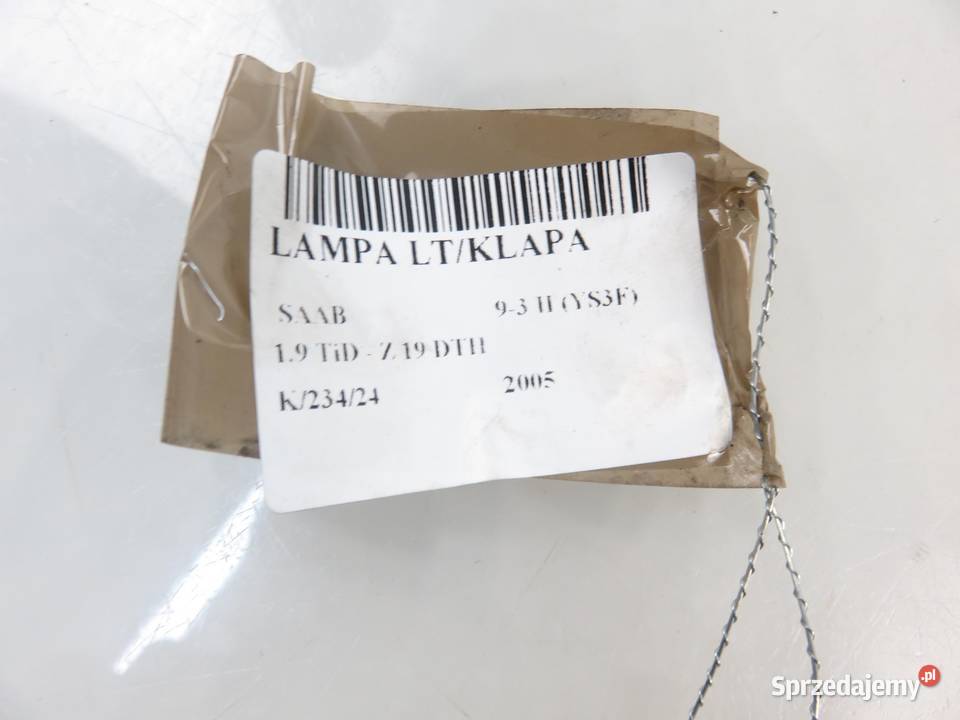 LAMPA LT/KLAPA
SAAB 9-3 II (YS3F)
1.9 TiD - Z 19 DTH
K/234/24 2005
Sprzedajemy.pl